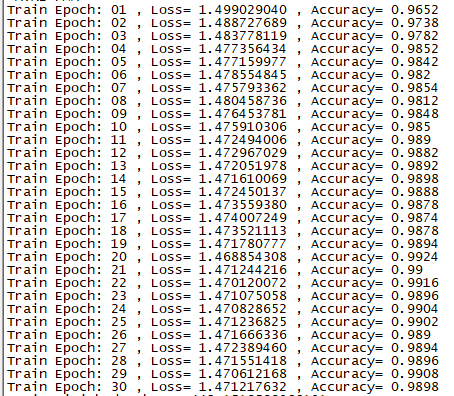 Train Epoch: 01 , Loss= 1.499029040 , Accuracy= 0.9652
Train Epoch: 02 , Loss= 1.488727689 , Accuracy= 0.9738
Train Epoch: 03 , Loss= 1.483778119 , Accuracy= 0.9782
Train Epoch: 04 , Loss= 1.477356434 , Accuracy= 0.9852
Train Epoch: 05 , Loss= 1.477159977 , Accuracy= 0.9842
Train Epoch: 06 , Loss= 1.478554845 , Accuracy= 0.982
Train Epoch: 07 , Loss= 1.475793362 , Accuracy= 0.9854
Train Epoch: 08 , Loss= 1.480458736 , Accuracy= 0.9812
Train Epoch: 09 , Loss= 1.476453781 , Accuracy= 0.9848
Train Epoch: 10 , Loss= 1.475910306 , Accuracy= 0.985
Train Epoch: 11 , Loss= 1.472494006 , Accuracy= 0.989
Train Epoch: 12 , Loss= 1.472967029 , Accuracy= 0.9882
Train Epoch: 13 , Loss= 1.472051978 , Accuracy= 0.9892
Train Epoch: 14 , Loss= 1.471610069 , Accuracy= 0.9898
Train Epoch: 15 , Loss= 1.472450137 , Accuracy= 0.9888
Train Epoch: 16 , Loss= 1.473559380 , Accuracy= 0.9878
Train Epoch: 17 , Loss= 1.474007249 , Accuracy= 0.9874
Train Epoch: 18 , Loss= 1.473521113 , Accuracy= 0.9878
Train Epoch: 19 , Loss= 1.471780777 , Accuracy= 0.9894
Train Epoch: 20 , Loss= 1.468854308 , Accuracy= 0.9924
Train Epoch: 21 , Loss= 1.471244216 , Accuracy= 0.99
Train Epoch: 22 , Loss= 1.470120072 , Accuracy= 0.9916
Train Epoch: 23 , Loss= 1.471075058 , Accuracy= 0.9896
Train Epoch: 24 , Loss= 1.470828652 , Accuracy= 0.9904
Train Epoch: 25 , Loss= 1.471236825 , Accuracy= 0.9902
Train Epoch: 26 , Loss= 1.471666336 , Accuracy= 0.989
Train Epoch: 27 , Loss= 1.472389460 , Accuracy= 0.9894
Train Epoch: 28 , Loss= 1.471551418 , Accuracy= 0.9896
Train Epoch: 29 , Loss= 1.470612168 , Accuracy= 0.9908
Train Epoch: 30 , Loss= 1.471217632 , Accuracy= 0.9898